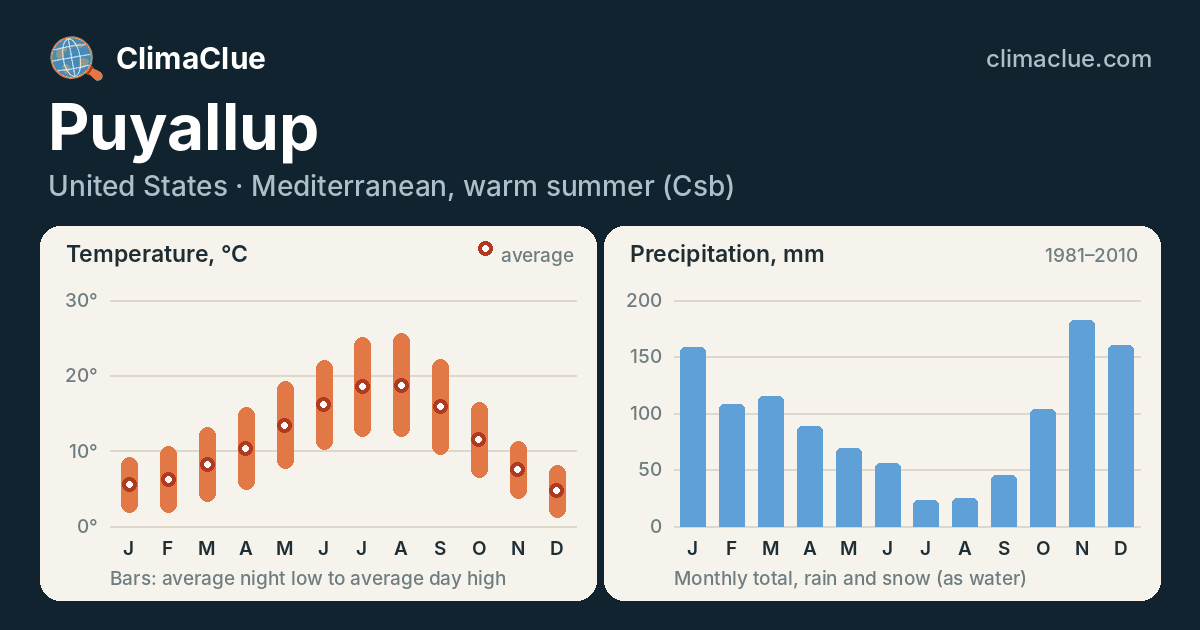 ClimaClue
climaclue.com
Puyallup
United States · Mediterranean, warm summer (Csb)
Temperature, °C
average
30°
20°
10°
0°
J F M A M J J A S O N D
Bars: average night low to average day high
Precipitation, mm
1981–2010
200
150
100
50
0
J F M A M J J A S O N D
Monthly total, rain and snow (as water)